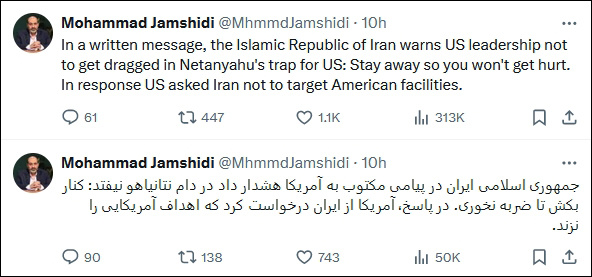 Mohammad Jamshidi @MhmmdJamshidi · 10h
In a written message, the Islamic Republic of Iran warns US leadership not
to get dragged in Netanyahu's trap for US: Stay away so you won't get hurt.
In response US asked Iran not to target American facilities.
61 447 1.1K 313K
Mohammad Jamshidi @MhmmdJamshidi · 10h
جمهوری اسلامی ایران در پیامی مکتوب به آمریکا هشدار داد در دام نتانیاهو نیفتد: کنار
بکش تا ضربه نخوری. در پاسخ، آمریکا از ایران درخواست کرد که اهداف آمریکایی را
نزند.
90 138 743 50K